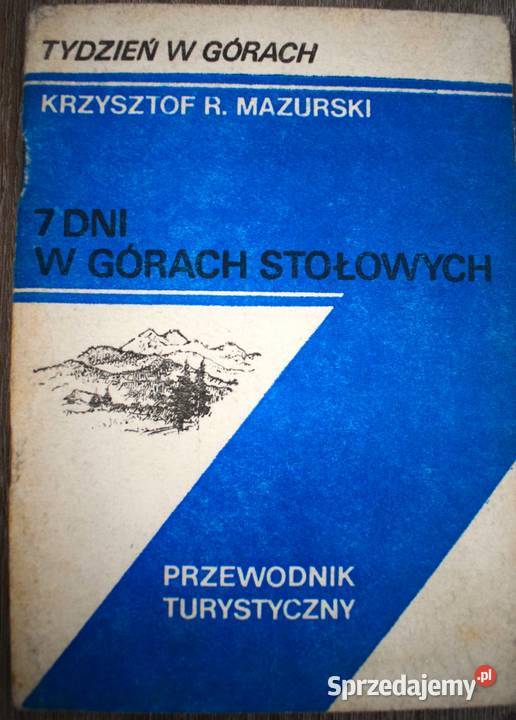 TYDZIEŃ W GÓRACH
KRZYSZTOF R. MAZURSKI
7 DNI
W GÓRACH STOŁOWYCH
PRZEWODNIK
TURYSTYCZNY
Sprzedajemy.pl